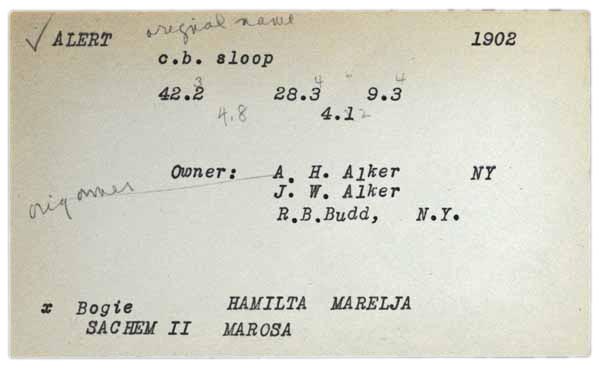 ✓ ALERT original name 1902
c.b. sloop
42.2 3 28.3 4 9.3 4
4.8 4.1 2
Owner: A. H. Alker NY
J. W. Alker
orig owner
R.B.Budd, N.Y.
x Bogie HAMILTA MARELJA
SACHEM II MAROSA